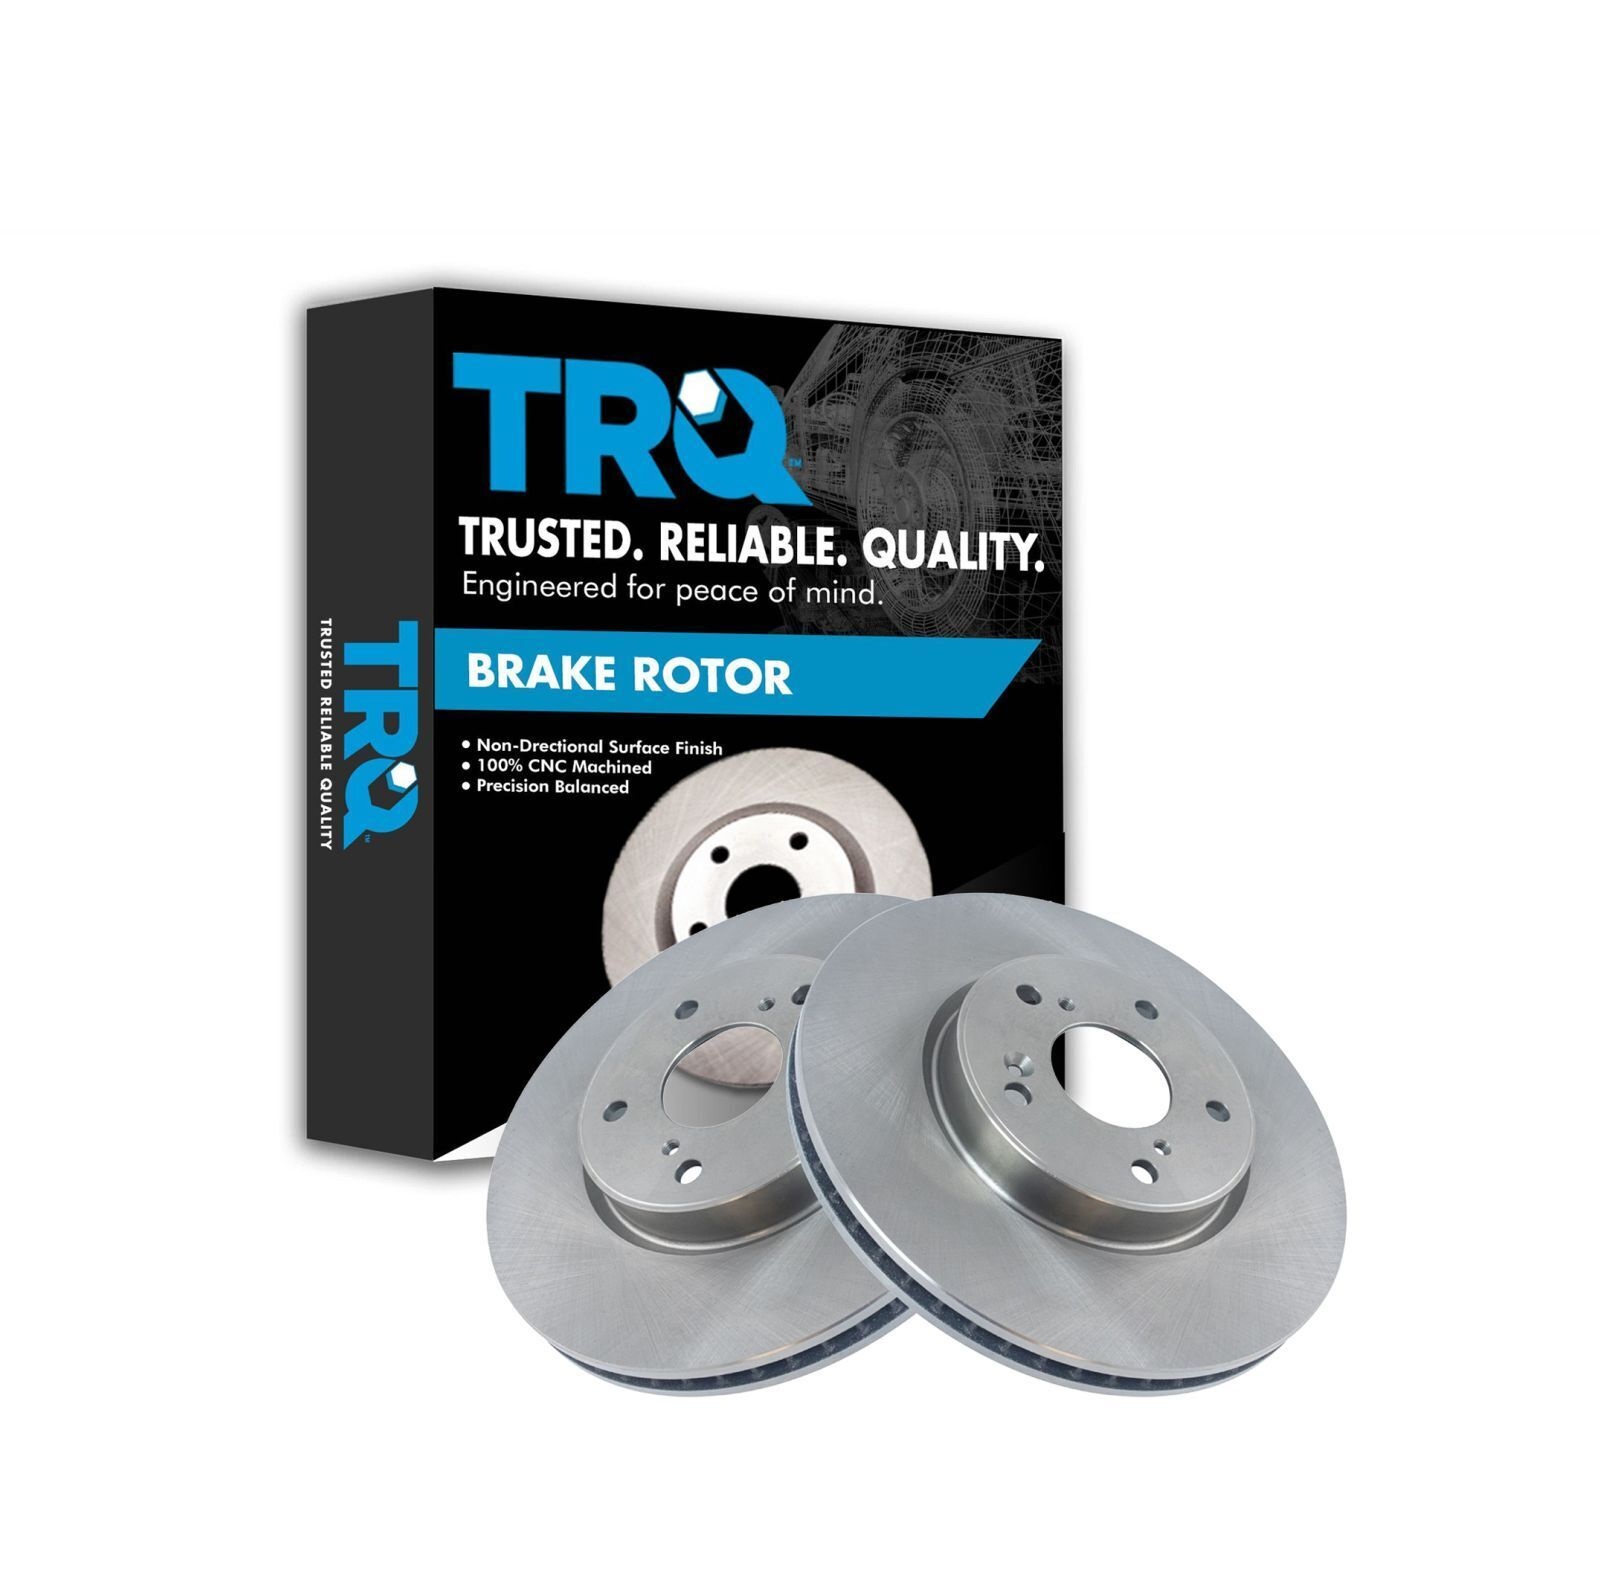 TRQ™
TRUSTED. RELIABLE. QUALITY.
Engineered for peace of mind.
BRAKE ROTOR
• Non-Drectional Surface Finish
• 100% CNC Machined
• Precision Balanced
TRQ™
TRUSTED RELIABLE QUALITY